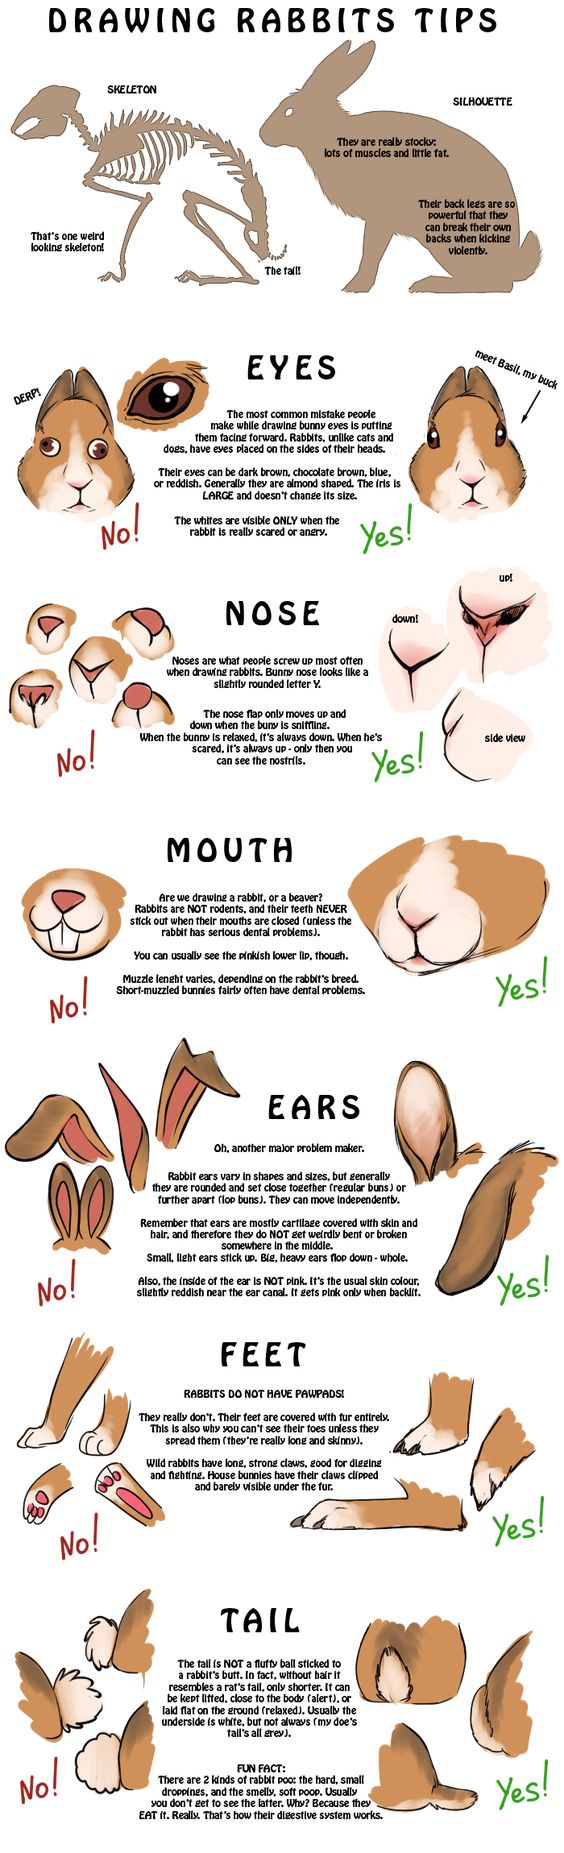 DRAWING RABBITS TIPS
SKELETON
SILHOUETTE
They are really stocky:
lots of muscles and little fat.
Their back legs are so
powerful that they
can break their own
backs when kicking
violently.
That's one weird
looking skeleton!
The tail!
EYES
meet Basil, my buck
DERP!
The most common mistake people
make while drawing bunny eyes is putting
them facing forward. Rabbits, unlike cats and
dogs, have eyes placed on the sides of their heads.
Their eyes can be dark brown, chocolate brown, blue,
or reddish. Generally they are almond shaped. The iris is
LARGE and doesn't change its size.
The whites are visible ONLY when the
rabbit is really scared or angry.
No!
Yes!
NOSE
up!
down!
Noses are what people screw up most often
when drawing rabbits. Bunny nose looks like a
slightly rounded letter Y.
The nose flap only moves up and
down when the buny is sniffling.
When the bunny is relaxed, it's always down. When he's
scared, it's always up - only then you
can see the nostrils.
side view
No!
Yes!
MOUTH
Are we drawing a rabbit, or a beaver?
Rabbits are NOT rodents, and their teeth NEVER
stick out when their mouths are closed (unless the
rabbit has serious dental problems).
You can usually see the pinkish lower lip, though.
Muzzle lenght varies, depending on the rabbit's breed.
Short-muzzled bunnies fairly often have dental problems.
No!
Yes!
EARS
Oh, another major problem maker.
Rabbit ears vary in shapes and sizes, but generally
they are rounded and set close together (regular buns) or
further apart (lop buns). They can move independently.
Remember that ears are mostly cartilage covered with skin and
hair, and therefore they do NOT get weirdly bent or broken
somewhere in the middle.
Small, light ears stick up. Big, heavy ears flop down - whole.
Also, the inside of the ear is NOT pink. It's the usual skin colour,
slightly reddish near the ear canal. It gets pink only when backlit.
No!
Yes!
FEET
RABBITS DO NOT HAVE PAWPADS!
They really don't. Their feet are covered with fur entirely.
This is also why you can't see their toes unless they
spread them (they're really long and skinny).
Wild rabbits have long, strong claws, good for digging
and fighting. House bunnies have their claws clipped
and barely visible under the fur.
No!
Yes!
TAIL
The tail is NOT a fluffy ball sticked to
a rabbit's butt. In fact, without hair it
resembles a rat's tail, only shorter. It can
be kept lifted, close to the body (alert), or
laid flat on the ground (relaxed). Usually the
underside is white, but not always (my doe's
tail's all grey).
FUN FACT:
There are 2 kinds of rabbit poo: the hard, small
droppings, and the smelly, soft poop. Usually
you don't get to see the latter. Why? Because they
EAT it. Really. That's how their digestive system works.
No!
Yes!